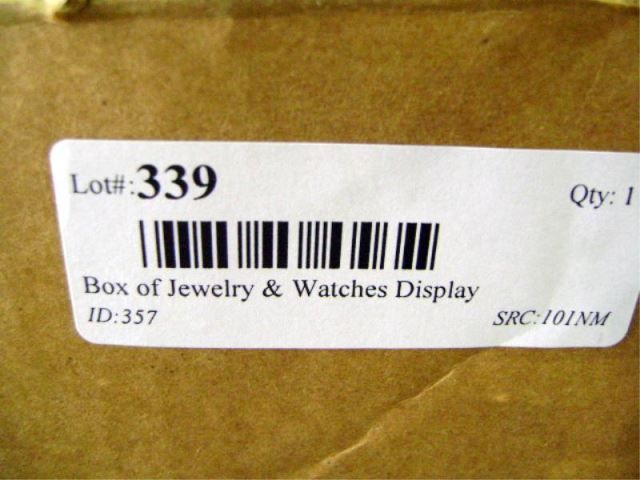 Lot#:339
Qty: 1
Box of Jewelry & Watches Display
ID:357
SRC:101NM